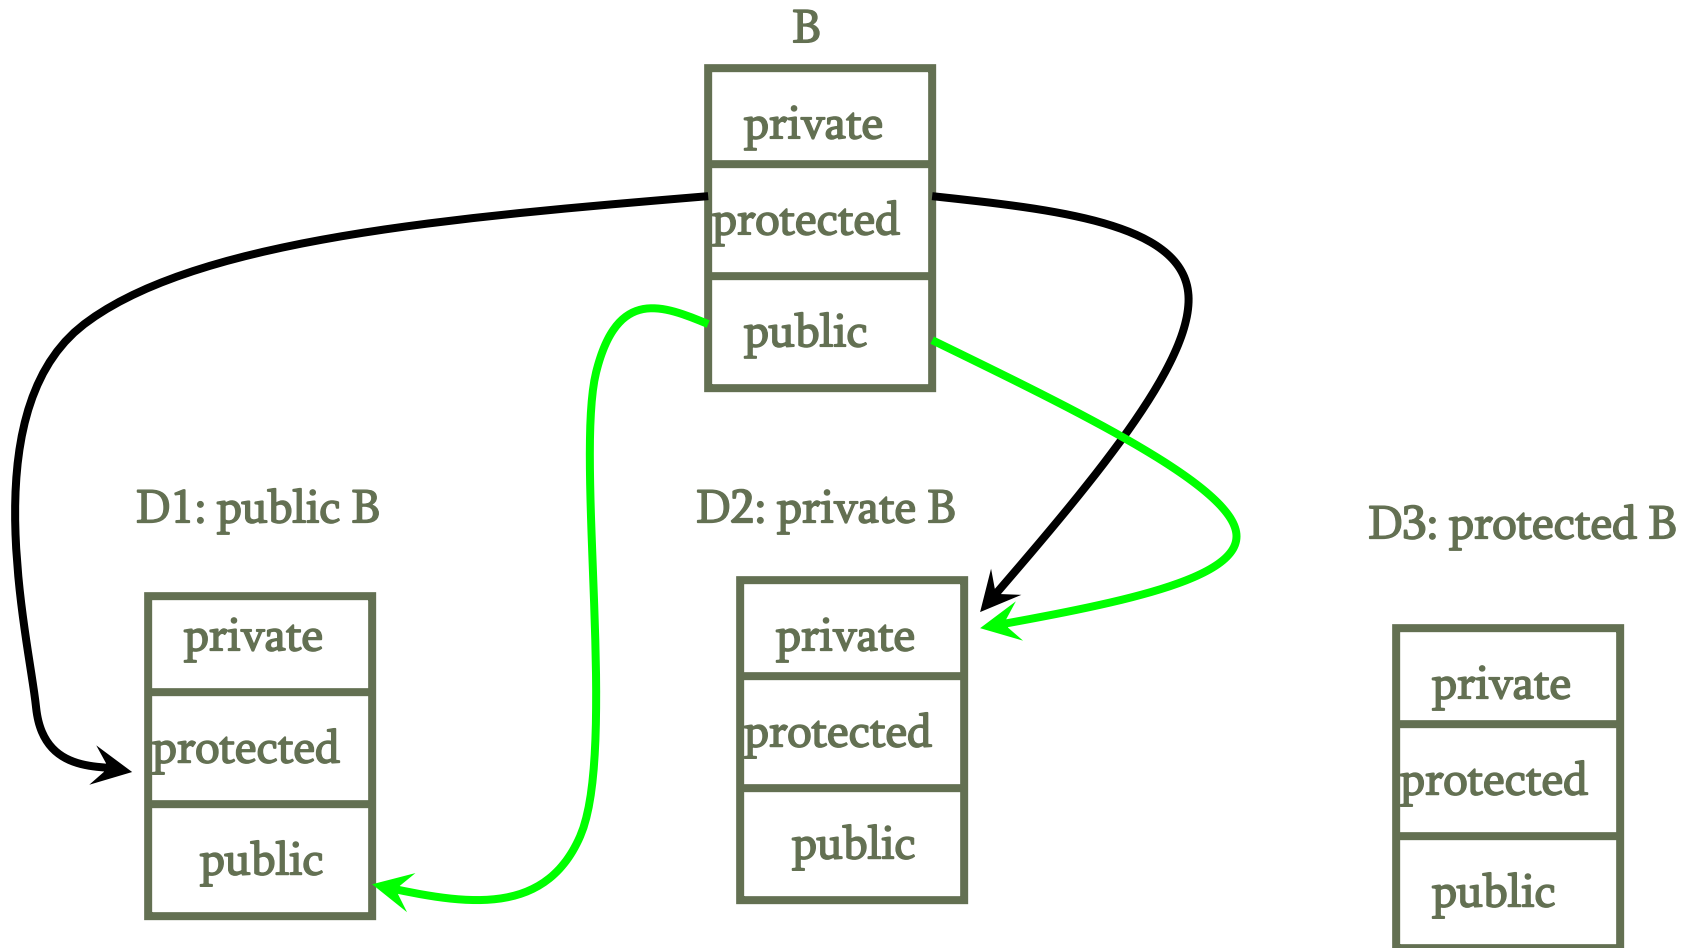 B
private
protected
public
D1: public B
private
protected
public
D2: private B
private
protected
public
D3: protected B
private
protected
public